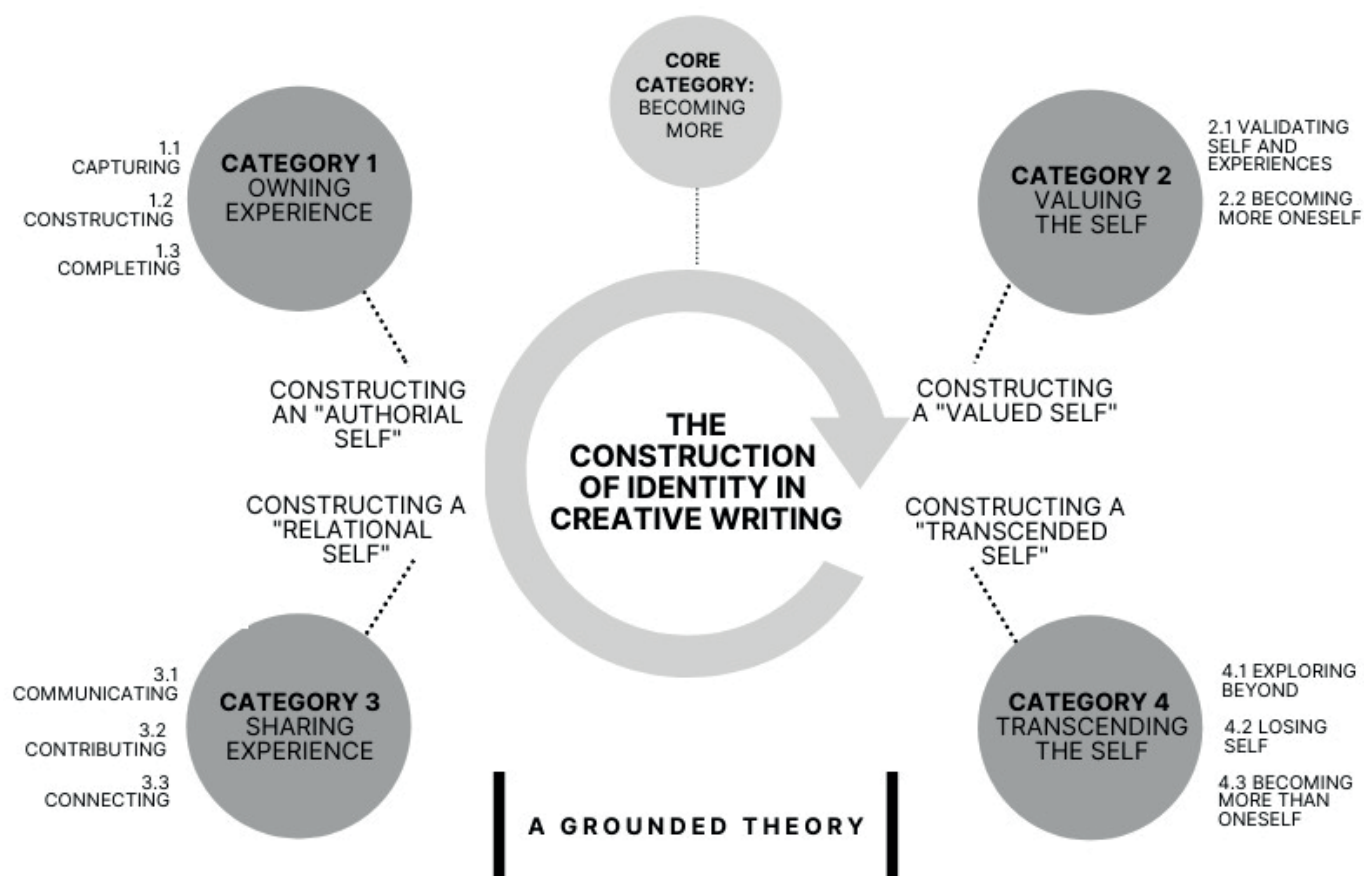 CORE
CATEGORY:
BECOMING
MORE
CATEGORY 1
OWNING
EXPERIENCE
1.1
CAPTURING
1.2
CONSTRUCTING
1.3
COMPLETING
CONSTRUCTING
AN "AUTHORIAL
SELF"
CATEGORY 2
VALUING
THE SELF
2.1 VALIDATING
SELF AND
EXPERIENCES
2.2 BECOMING
MORE ONESELF
CONSTRUCTING
A "VALUED SELF"
THE
CONSTRUCTION
OF IDENTITY IN
CREATIVE WRITING
CONSTRUCTING A
"RELATIONAL
SELF"
CATEGORY 3
SHARING
EXPERIENCE
3.1
COMMUNICATING
3.2
CONTRIBUTING
3.3
CONNECTING
CONSTRUCTING A
"TRANSCENDED
SELF"
CATEGORY 4
TRANSCENDING
THE SELF
4.1 EXPLORING
BEYOND
4.2 LOSING
SELF
4.3 BECOMING
MORE THAN
ONESELF
A GROUNDED THEORY